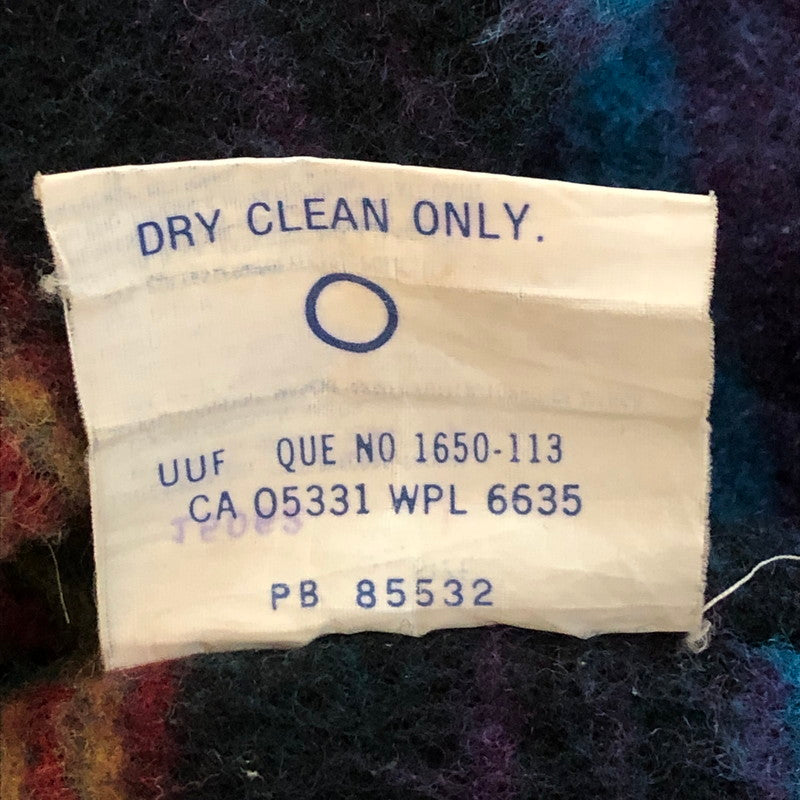 DRY CLEAN ONLY.
UUF QUE NO 1650-113
CA 05331 WPL 6635
PB 85532